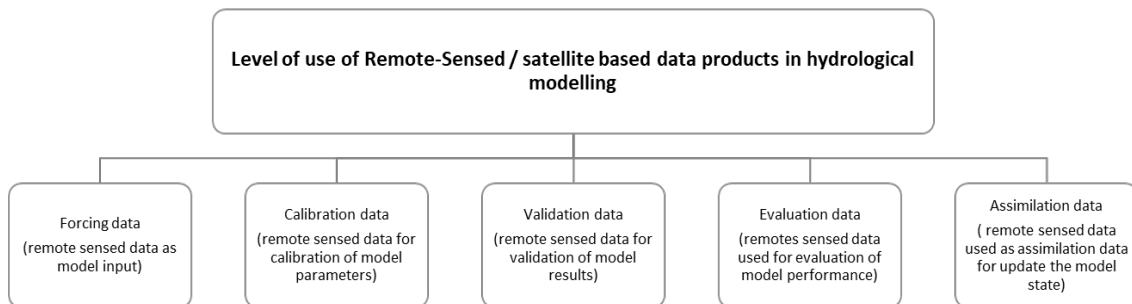 Level of use of Remote-Sensed / satellite based data products in hydrological
modelling
Forcing data
(remote sensed data as
model input)
Calibration data
(remote sensed data for
calibration of model
parameters)
Validation data
(remote sensed data for
validation of model
results)
Evaluation data
(remotes sensed data
used for evaluation of
model performance)
Assimilation data
( remote sensed data
used as assimilation data
for update the model
state)